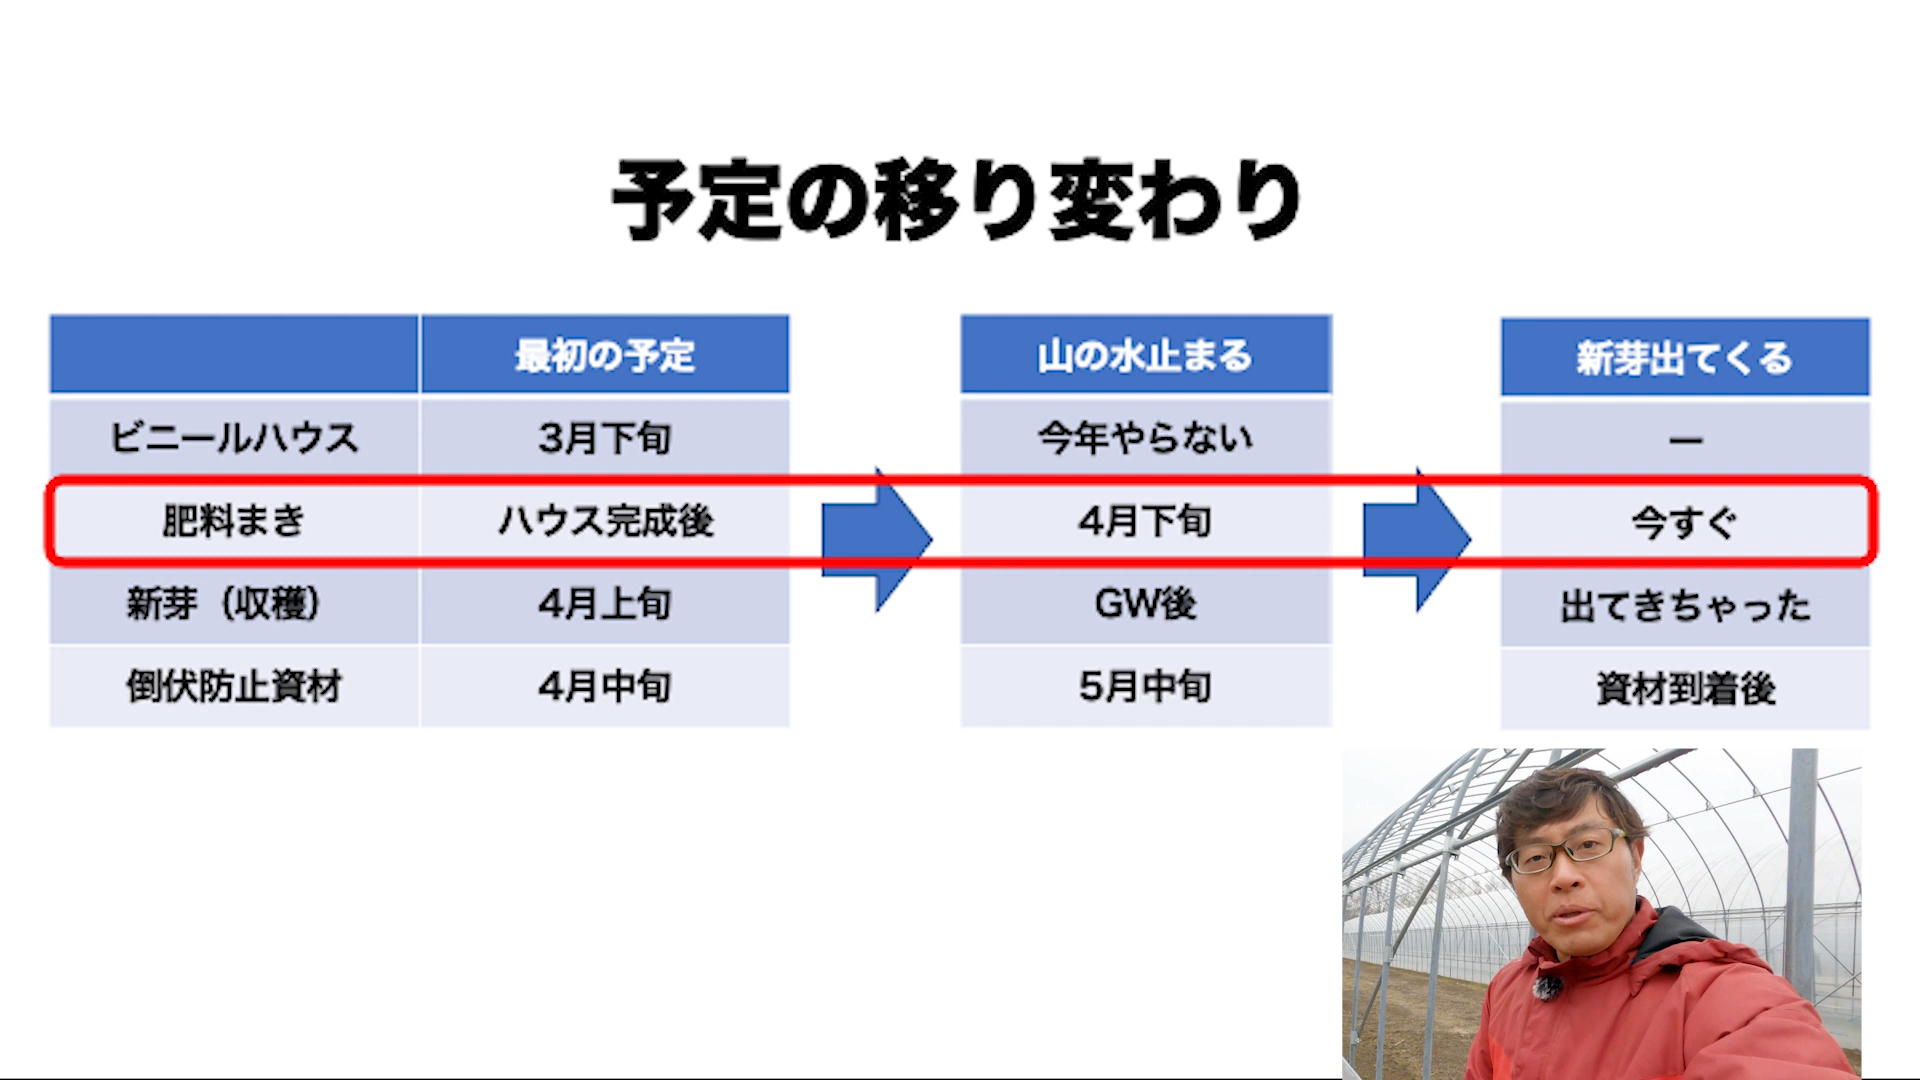 予定の移り変わり
最初の予定 山の水止まる 新芽出てくる
ビニールハウス 3月下旬 今年やらない ー
肥料まき ハウス完成後 4月下旬 今すぐ
新芽（収穫） 4月上旬 GW後 出てきちゃった
倒伏防止資材 4月中旬 5月中旬 資材到着後